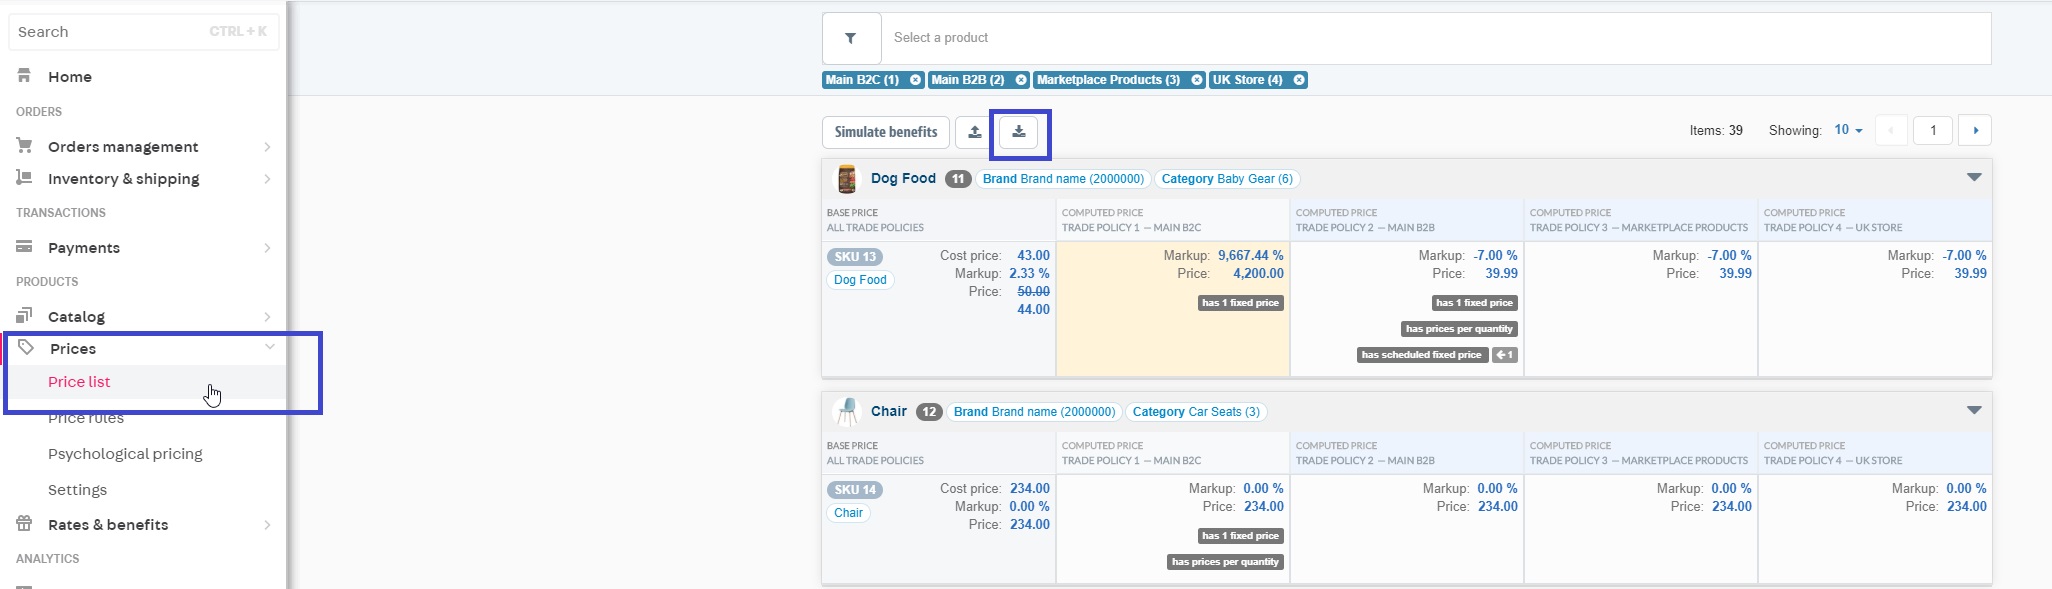 Search CTRL + K
Home
ORDERS
Orders management
Inventory & shipping
TRANSACTIONS
Payments
PRODUCTS
Catalog
Prices
Price list
Price rules
Psychological pricing
Settings
Rates & benefits
ANALYTICS
Select a product
Main B2C (1) Main B2B (2) Marketplace Products (3) UK Store (4)
Simulate benefits Items: 39 Showing: 10 1
Dog Food 11 Brand Brand name (2000000) Category Baby Gear (6)
BASE PRICE COMPUTED PRICE COMPUTED PRICE COMPUTED PRICE COMPUTED PRICE
ALL TRADE POLICIES TRADE POLICY 1 — MAIN B2C TRADE POLICY 2 — MAIN B2B TRADE POLICY 3 — MARKETPLACE PRODUCTS TRADE POLICY 4 — UK STORE
SKU 13 Cost price: 43.00 Markup: 9,667.44 % Markup: -7.00 % Markup: -7.00 % Markup: -7.00 %
Dog Food Markup: 2.33 % Price: 4,200.00 Price: 39.99 Price: 39.99 Price: 39.99
Price: 50.00 has 1 fixed price has 1 fixed price
44.00
has prices per quantity
has scheduled fixed price 1
Chair 12 Brand Brand name (2000000) Category Car Seats (3)
BASE PRICE COMPUTED PRICE COMPUTED PRICE COMPUTED PRICE COMPUTED PRICE
ALL TRADE POLICIES TRADE POLICY 1 — MAIN B2C TRADE POLICY 2 — MAIN B2B TRADE POLICY 3 — MARKETPLACE PRODUCTS TRADE POLICY 4 — UK STORE
SKU 14 Cost price: 234.00 Markup: 0.00 % Markup: 0.00 % Markup: 0.00 % Markup: 0.00 %
Chair Markup: 0.00 % Price: 234.00 Price: 234.00 Price: 234.00 Price: 234.00
Price: 234.00
has 1 fixed price
has prices per quantity